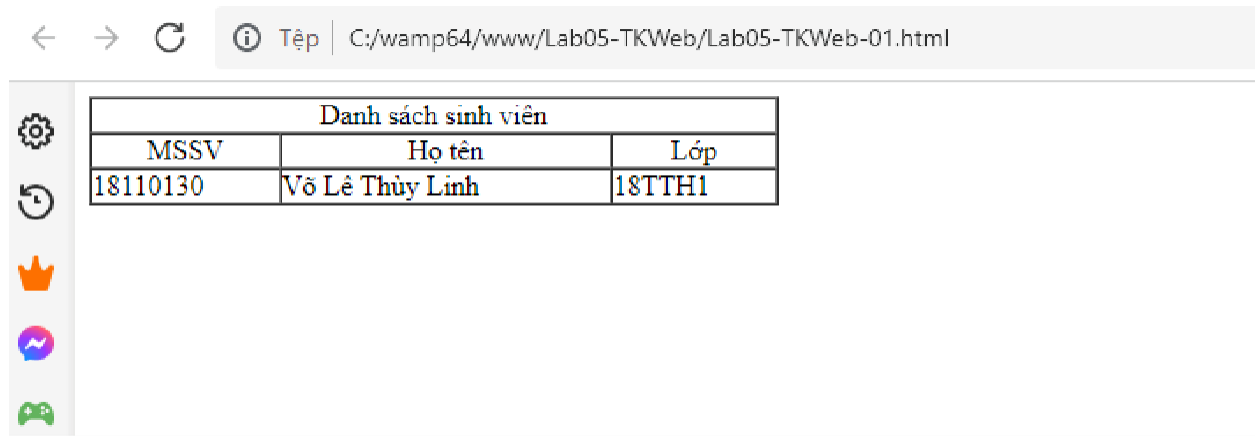 Tệp C:/wamp64/www/Lab05-TKWeb/Lab05-TKWeb-01.html
Danh sách sinh viên
MSSV Họ tên Lớp
18110130 Võ Lê Thùy Linh 18TTH1